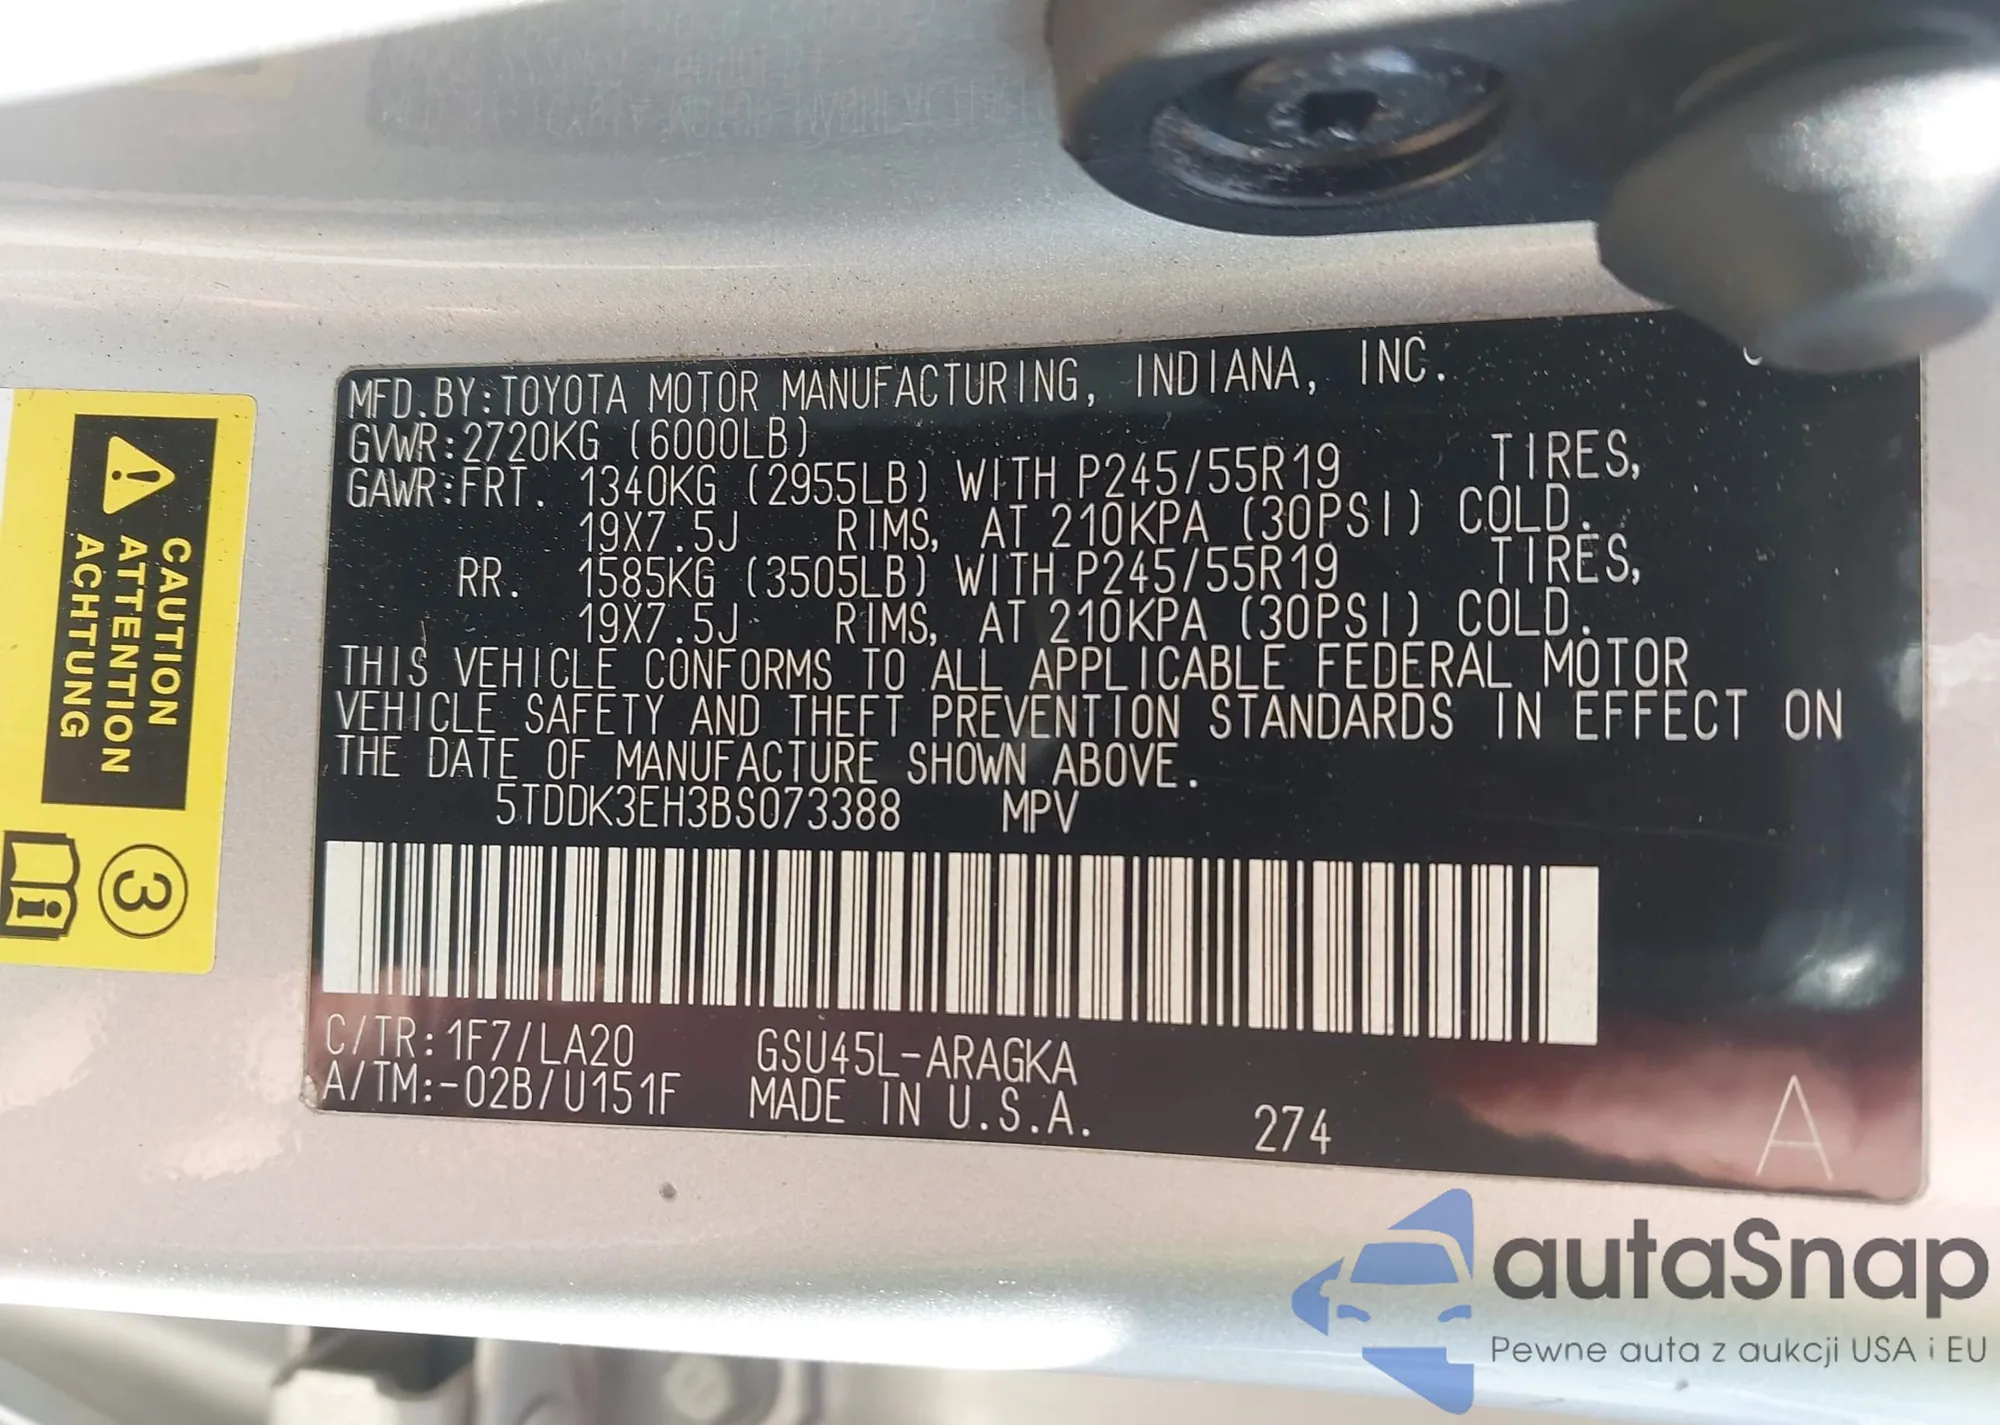 MFD.BY:TOYOTA MOTOR MANUFACTURING, INDIANA, INC.
GVWR:2720KG (6000LB)
GAWR:FRT. 1340KG (2955LB) WITH P245/55R19 TIRES,
19X7.5J RIMS, AT 210KPA (30PSI) COLD.
RR. 1585KG (3505LB) WITH P245/55R19 TIRES,
19X7.5J RIMS, AT 210KPA (30PSI) COLD.
THIS VEHICLE CONFORMS TO ALL APPLICABLE FEDERAL MOTOR
VEHICLE SAFETY AND THEFT PREVENTION STANDARDS IN EFFECT ON
THE DATE OF MANUFACTURE SHOWN ABOVE.
5TDDK3EH3BS073388 MPV
C/TR:1F7/LA20 GSU45L-ARAGKA
A/TM:-02B/U151F MADE IN U.S.A. 274 A
CAUTION
ATTENTION
ACHTUNG
3
autaSnap
Pewne auta z aukcji USA i EU